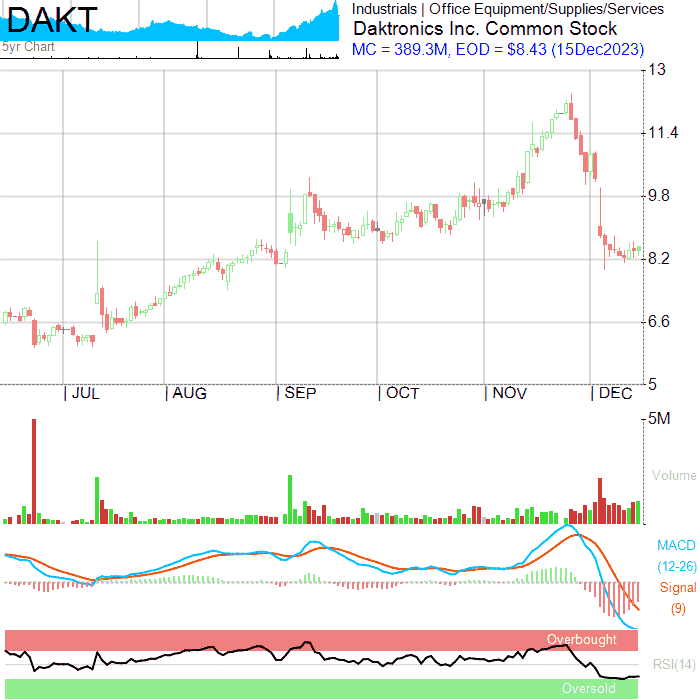 DAKT
5yr Chart
Industrials | Office Equipment/Supplies/Services
Daktronics Inc. Common Stock
MC = 389.3M, EOD = $8.43 (15Dec2023)
13
11.4
9.8
8.2
6.6
5
JUL AUG SEP OCT NOV DEC
5M
Volume
MACD
(12-26)
Signal
(9)
Overbought
RSI(14)
Oversold